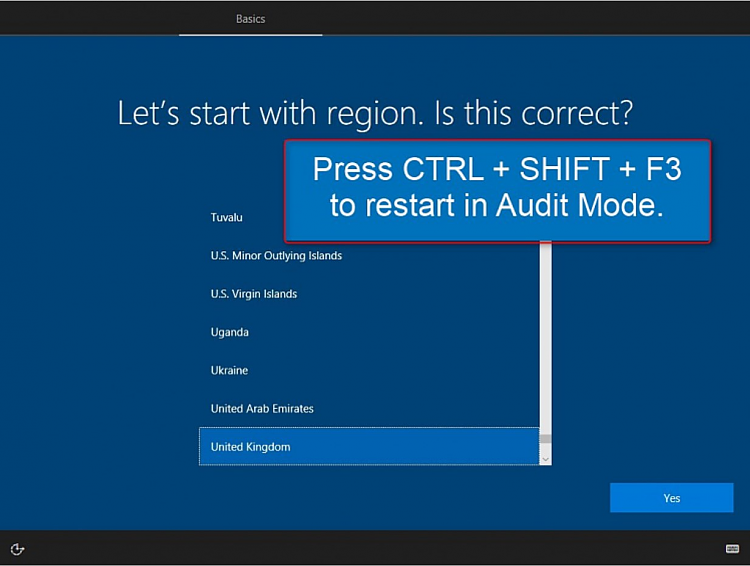 Basics
Let's start with region. Is this correct?
Press CTRL + SHIFT + F3
to restart in Audit Mode.
Tuvalu
U.S. Minor Outlying Islands
U.S. Virgin Islands
Uganda
Ukraine
United Arab Emirates
United Kingdom
Yes